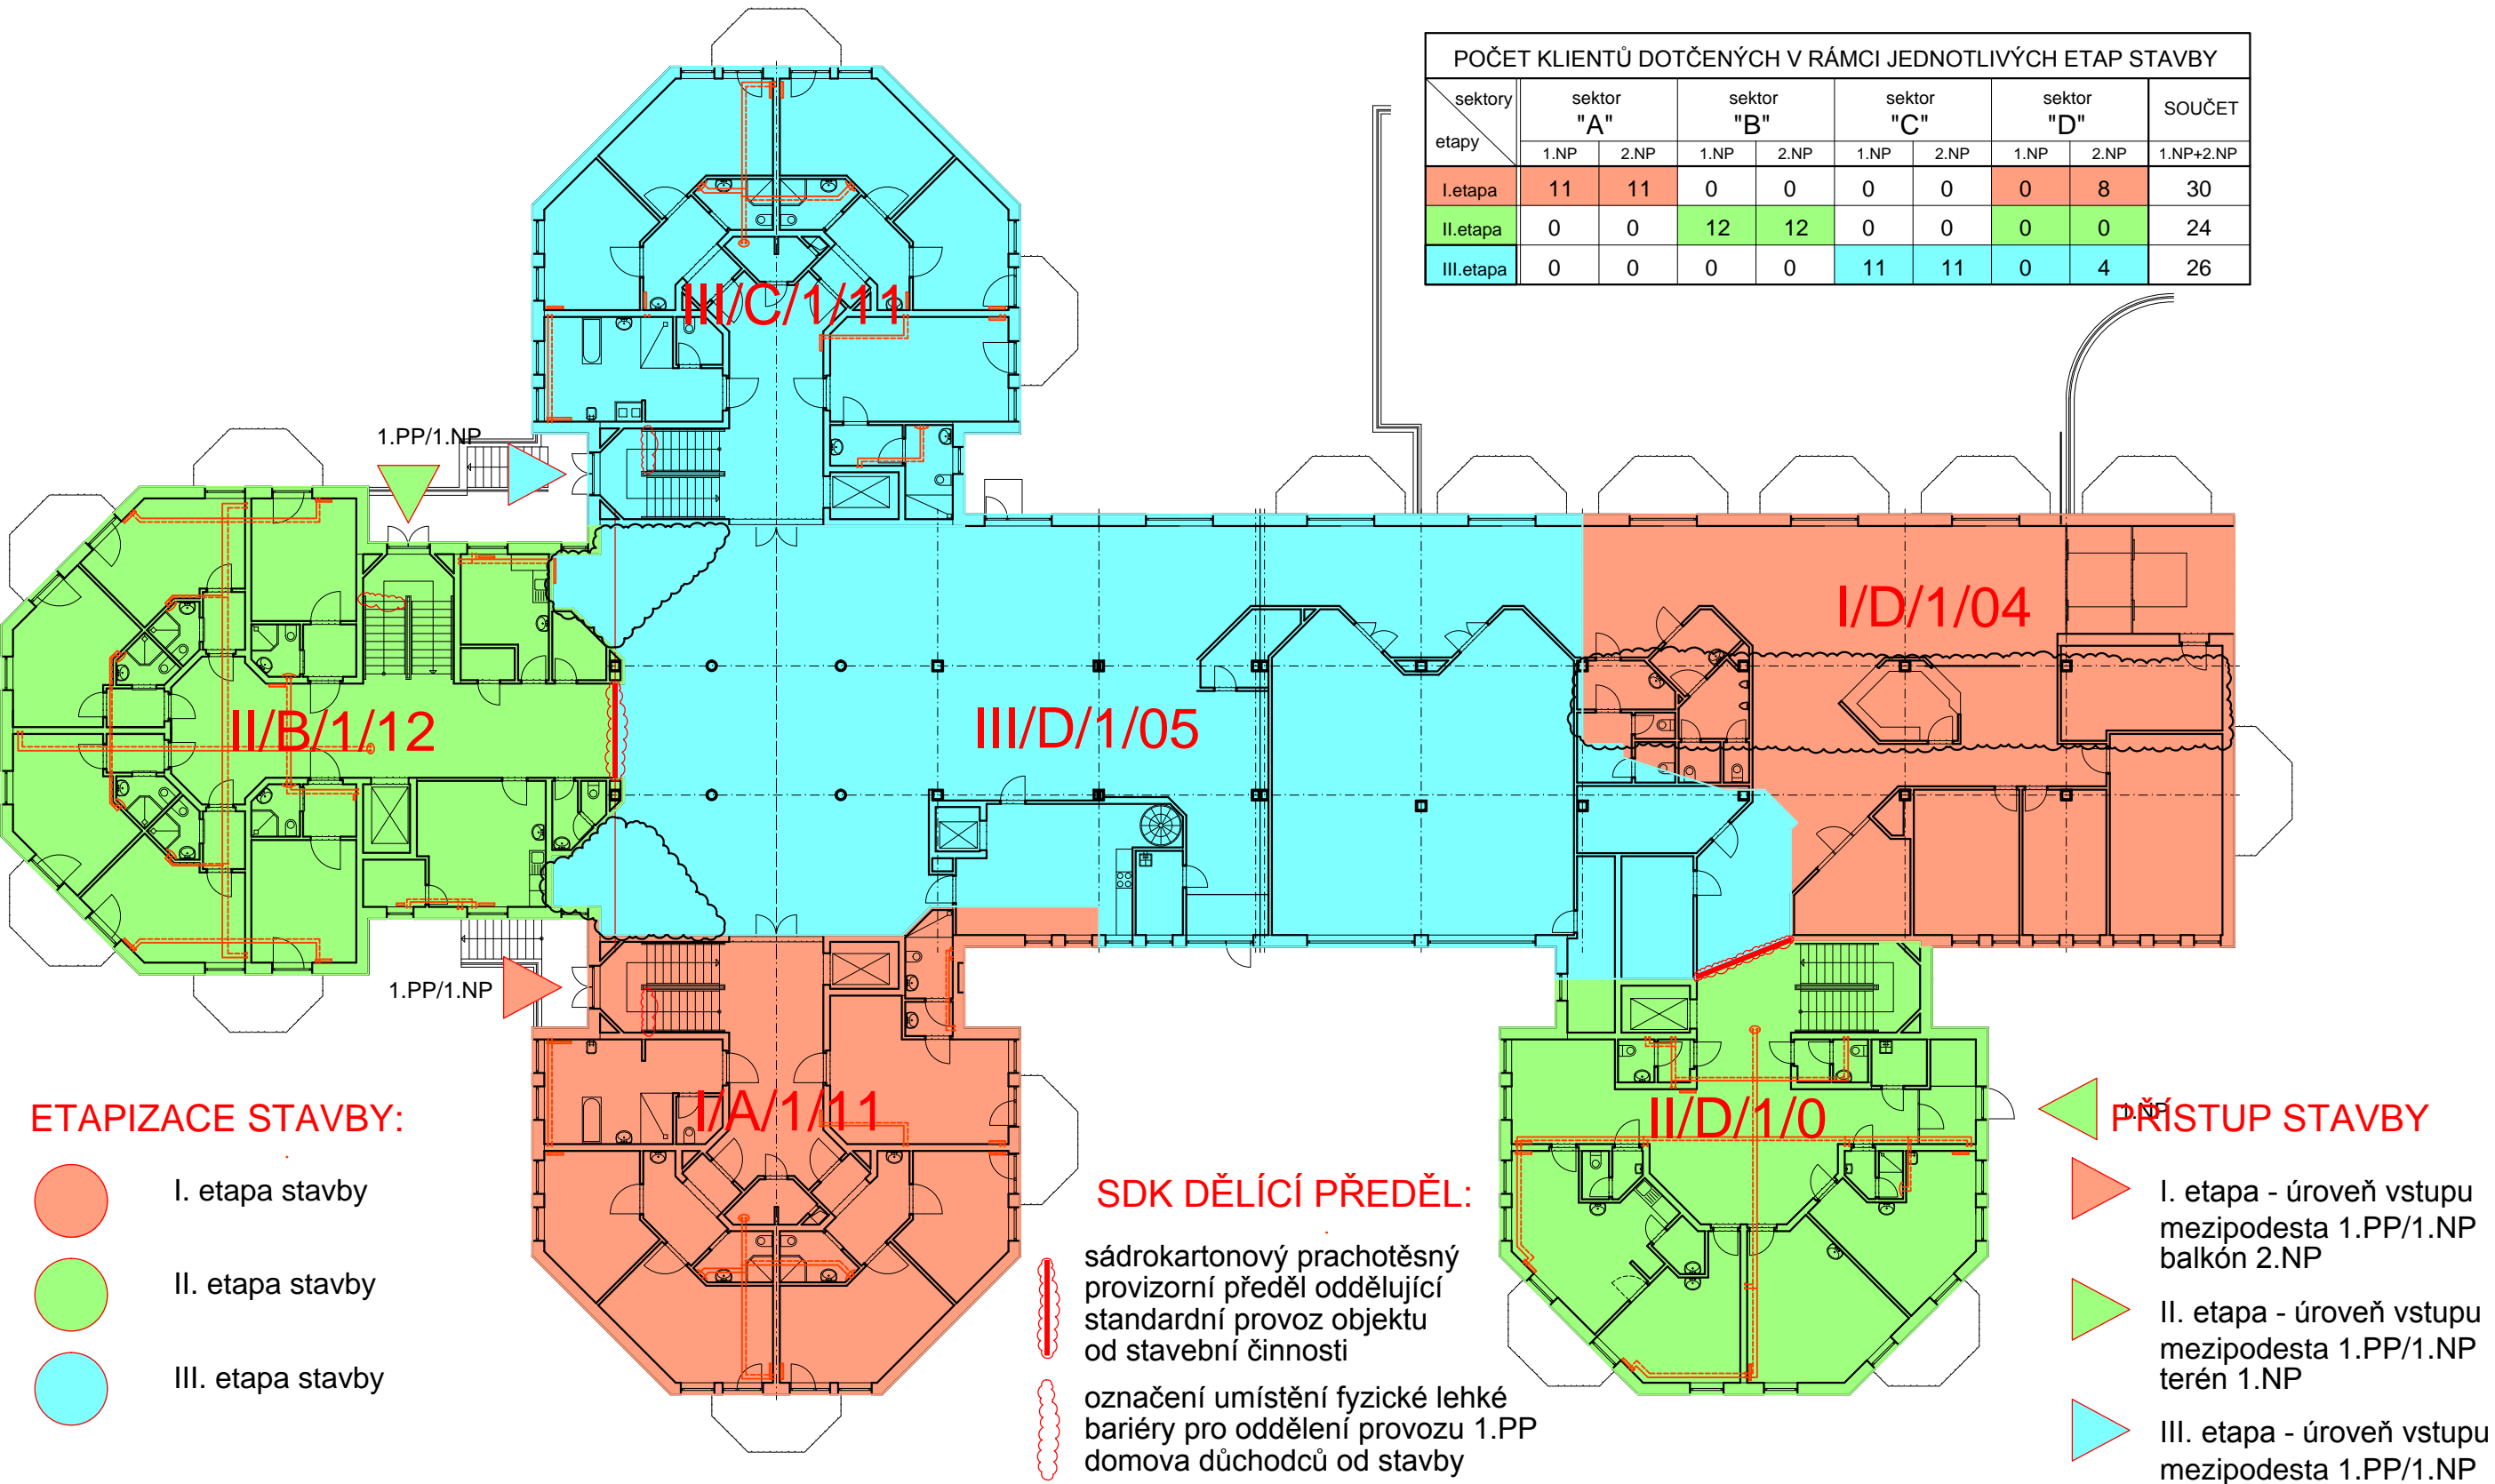 POČET KLIENTŮ DOTČENÝCH V RÁMCI JEDNOTLIVÝCH ETAP STAVBY
sektory etapy sektor "A" sektor "B" sektor "C" sektor "D" SOUČET
1.NP 2.NP 1.NP 2.NP 1.NP 2.NP 1.NP 2.NP 1.NP+2.NP
I.etapa 11 11 0 0 0 0 0 8 30
II.etapa 0 0 12 12 0 0 0 0 24
III.etapa 0 0 0 0 11 11 0 4 26
III/C/1/11
1.PP/1.NP
I/D/1/04
II/B/1/12
III/D/1/05
1.PP/1.NP
I/A/1/11
II/D/1/0
1.NP
ETAPIZACE STAVBY:
I. etapa stavby
II. etapa stavby
III. etapa stavby
SDK DĚLÍCÍ PŘEDĚL:
sádrokartonový prachotěsný
provizorní předěl oddělující
standardní provoz objektu
od stavební činnosti
označení umístění fyzické lehké
bariéry pro oddělení provozu 1.PP
domova důchodců od stavby
PŘÍSTUP STAVBY
I. etapa - úroveň vstupu
mezipodesta 1.PP/1.NP
balkón 2.NP
II. etapa - úroveň vstupu
mezipodesta 1.PP/1.NP
terén 1.NP
III. etapa - úroveň vstupu
mezipodesta 1.PP/1.NP